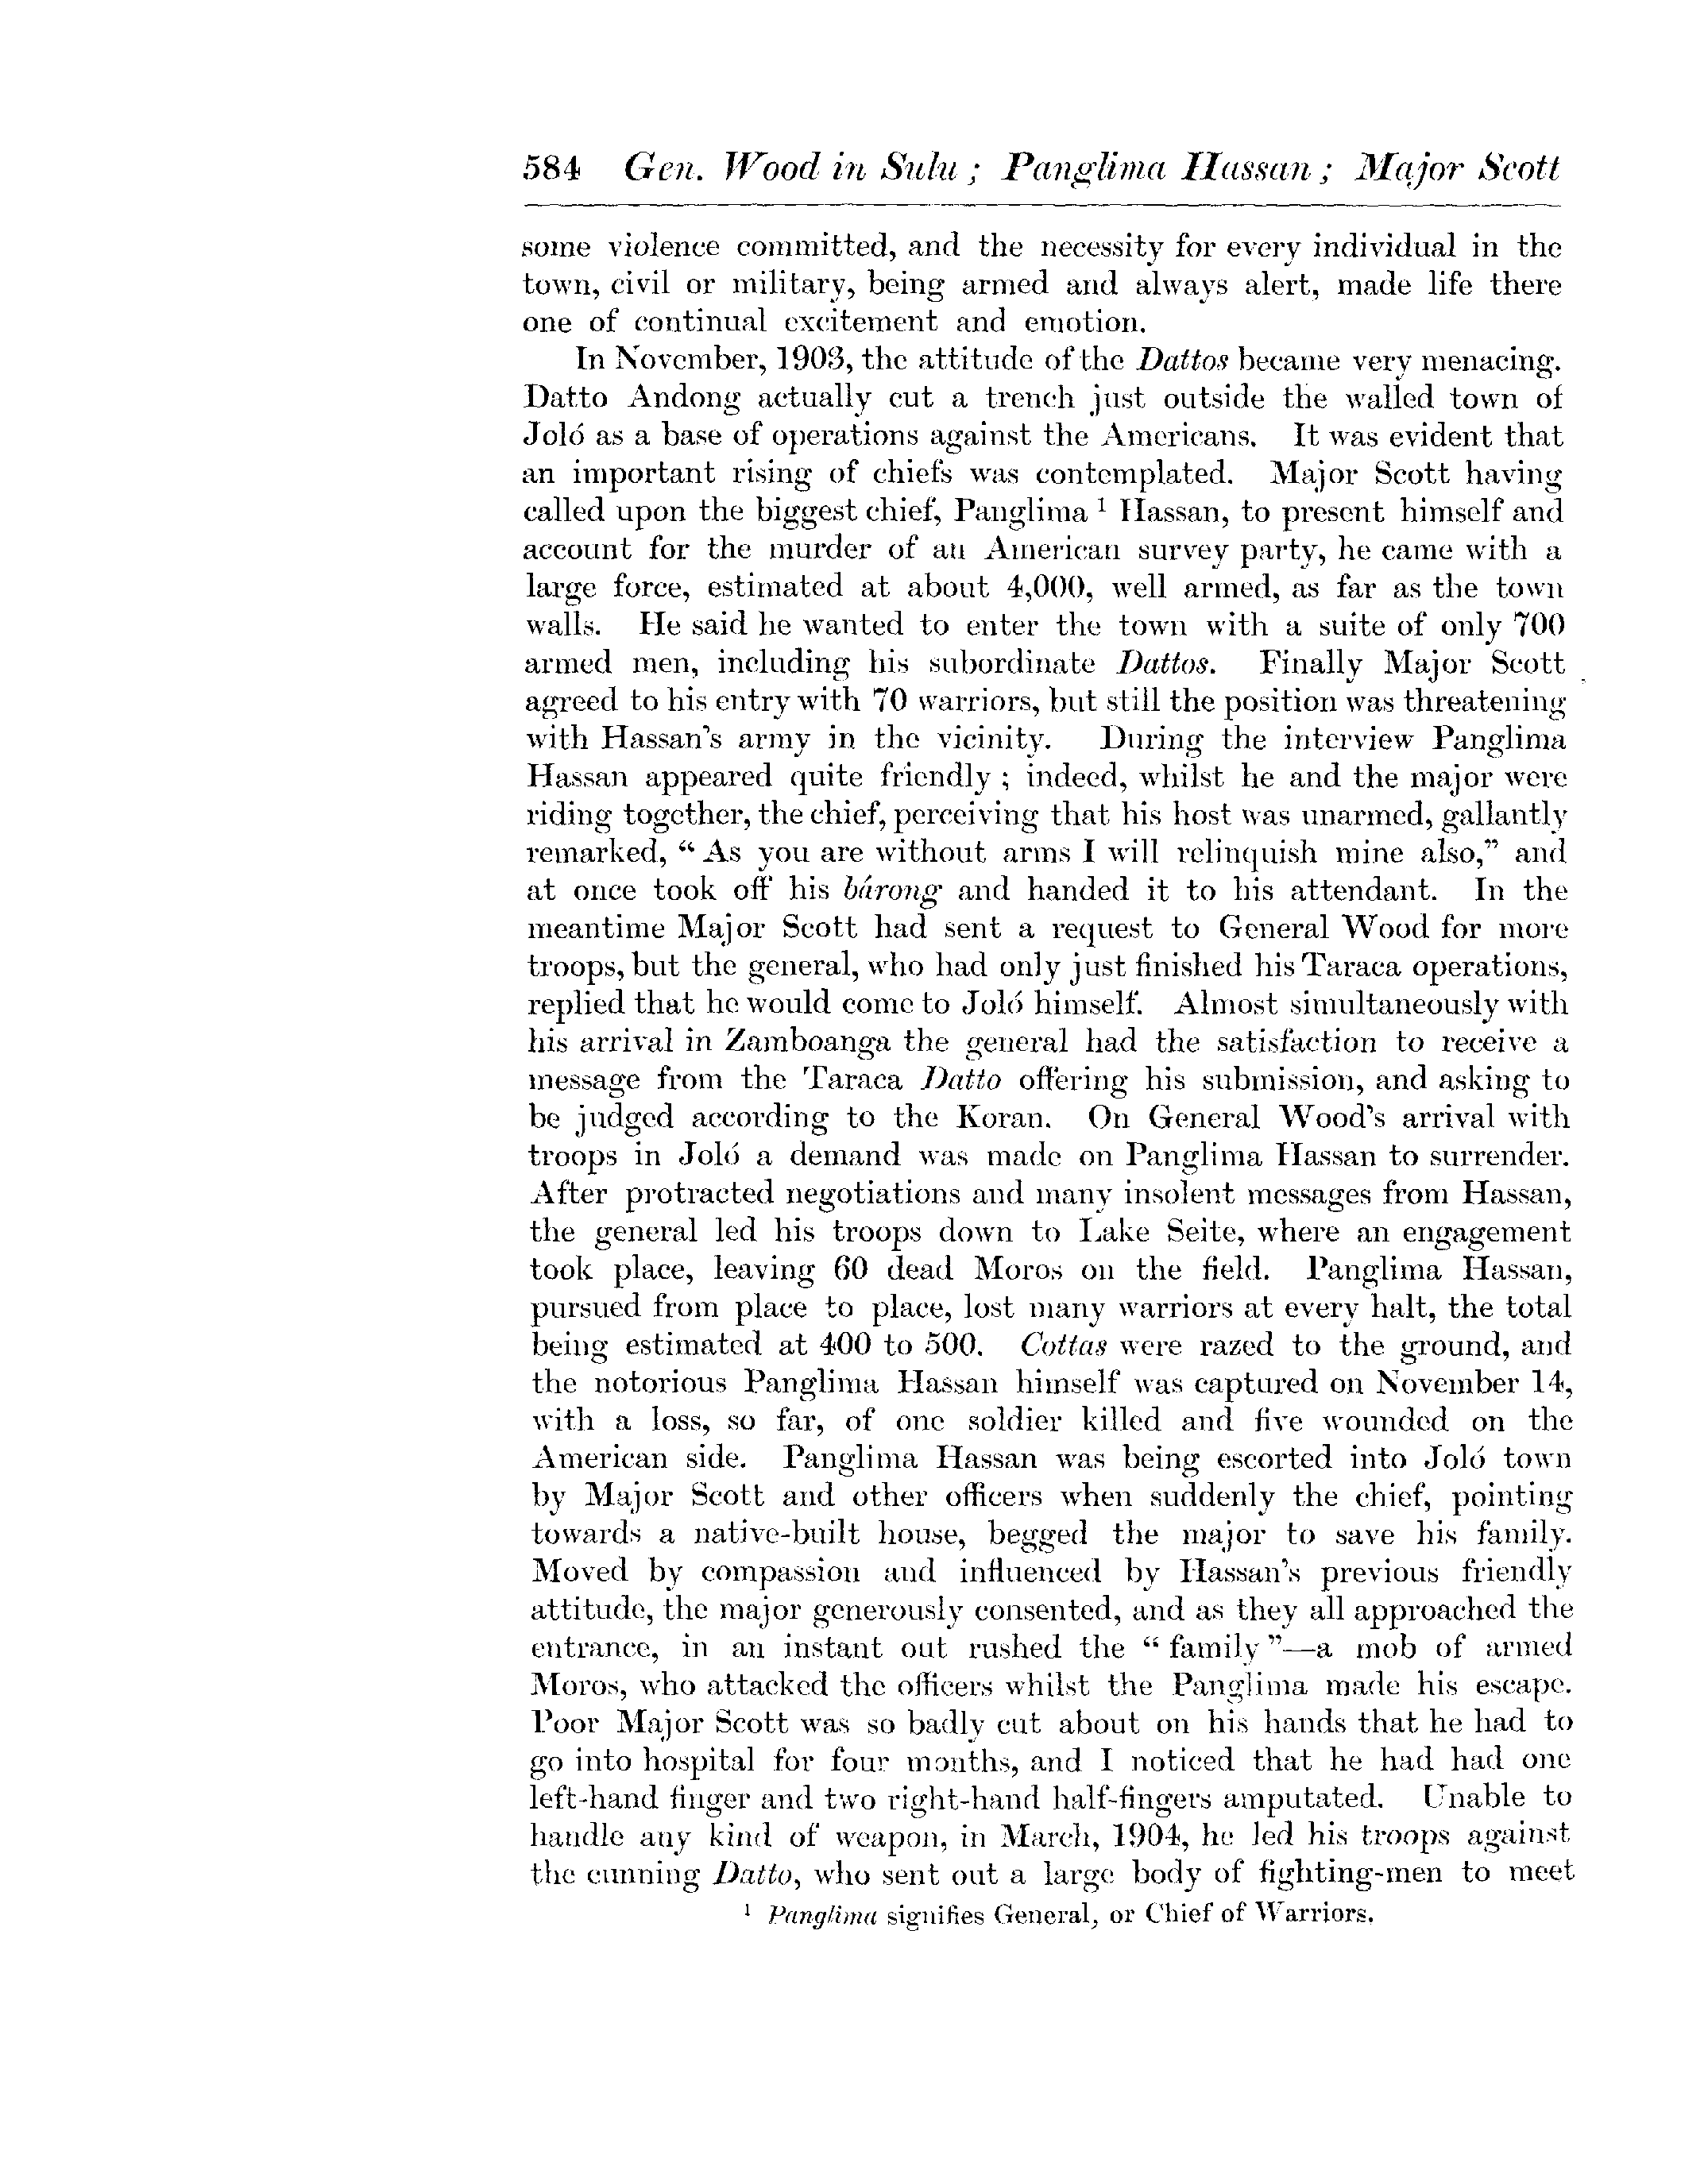 584 Gen. Wood in Sulu ; Panglima Hassan ; Major Scott
some violence committed, and the necessity for every individual in the
town, civil or military, being armed and always alert, made life there
one of continual excitement and emotion.
In November, 1903, the attitude of the Dattos became very menacing.
Datto Andong actually cut a trench just outside the walled town of
Joló as a base of operations against the Americans. It was evident that
an important rising of chiefs was contemplated. Major Scott having
called upon the biggest chief, Panglima 1 Hassan, to present himself and
account for the murder of an American survey party, he came with a
large force, estimated at about 4,000, well armed, as far as the town
walls. He said he wanted to enter the town with a suite of only 700
armed men, including his subordinate Dattos. Finally Major Scott
agreed to his entry with 70 warriors, but still the position was threatening
with Hassan's army in the vicinity. During the interview Panglima
Hassan appeared quite friendly ; indeed, whilst he and the major were
riding together, the chief, perceiving that his host was unarmed, gallantly
remarked, “ As you are without arms I will relinquish mine also,” and
at once took off his bárong and handed it to his attendant. In the
meantime Major Scott had sent a request to General Wood for more
troops, but the general, who had only just finished his Taraca operations,
replied that he would come to Joló himself. Almost simultaneously with
his arrival in Zamboanga the general had the satisfaction to receive a
message from the Taraca Datto offering his submission, and asking to
be judged according to the Koran. On General Wood's arrival with
troops in Joló a demand was made on Panglima Hassan to surrender.
After protracted negotiations and many insolent messages from Hassan,
the general led his troops down to Lake Seite, where an engagement
took place, leaving 60 dead Moros on the field. Panglima Hassan,
pursued from place to place, lost many warriors at every halt, the total
being estimated at 400 to 500. Cottas were razed to the ground, and
the notorious Panglima Hassan himself was captured on November 14,
with a loss, so far, of one soldier killed and five wounded on the
American side. Panglima Hassan was being escorted into Joló town
by Major Scott and other officers when suddenly the chief, pointing
towards a native-built house, begged the major to save his family.
Moved by compassion and influenced by Hassan's previous friendly
attitude, the major generously consented, and as they all approached the
entrance, in an instant out rushed the “ family ”—a mob of armed
Moros, who attacked the officers whilst the Panglima made his escape.
Poor Major Scott was so badly cut about on his hands that he had to
go into hospital for four months, and I noticed that he had had one
left-hand finger and two right-hand half-fingers amputated. Unable to
handle any kind of weapon, in March, 1904, he led his troops against
the cunning Datto, who sent out a large body of fighting-men to meet
1 Panglima signifies General, or Chief of Warriors.